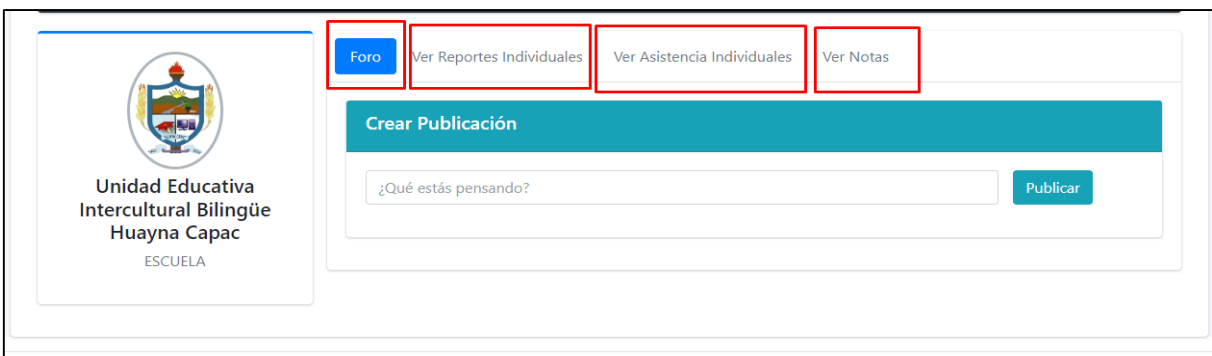 Foro
Ver Reportes Individuales
Ver Asistencia Individuales
Ver Notas
Crear Publicación
¿Qué estás pensando?
Publicar
Unidad Educativa
Intercultural Bilingüe
Huayna Capac
ESCUELA